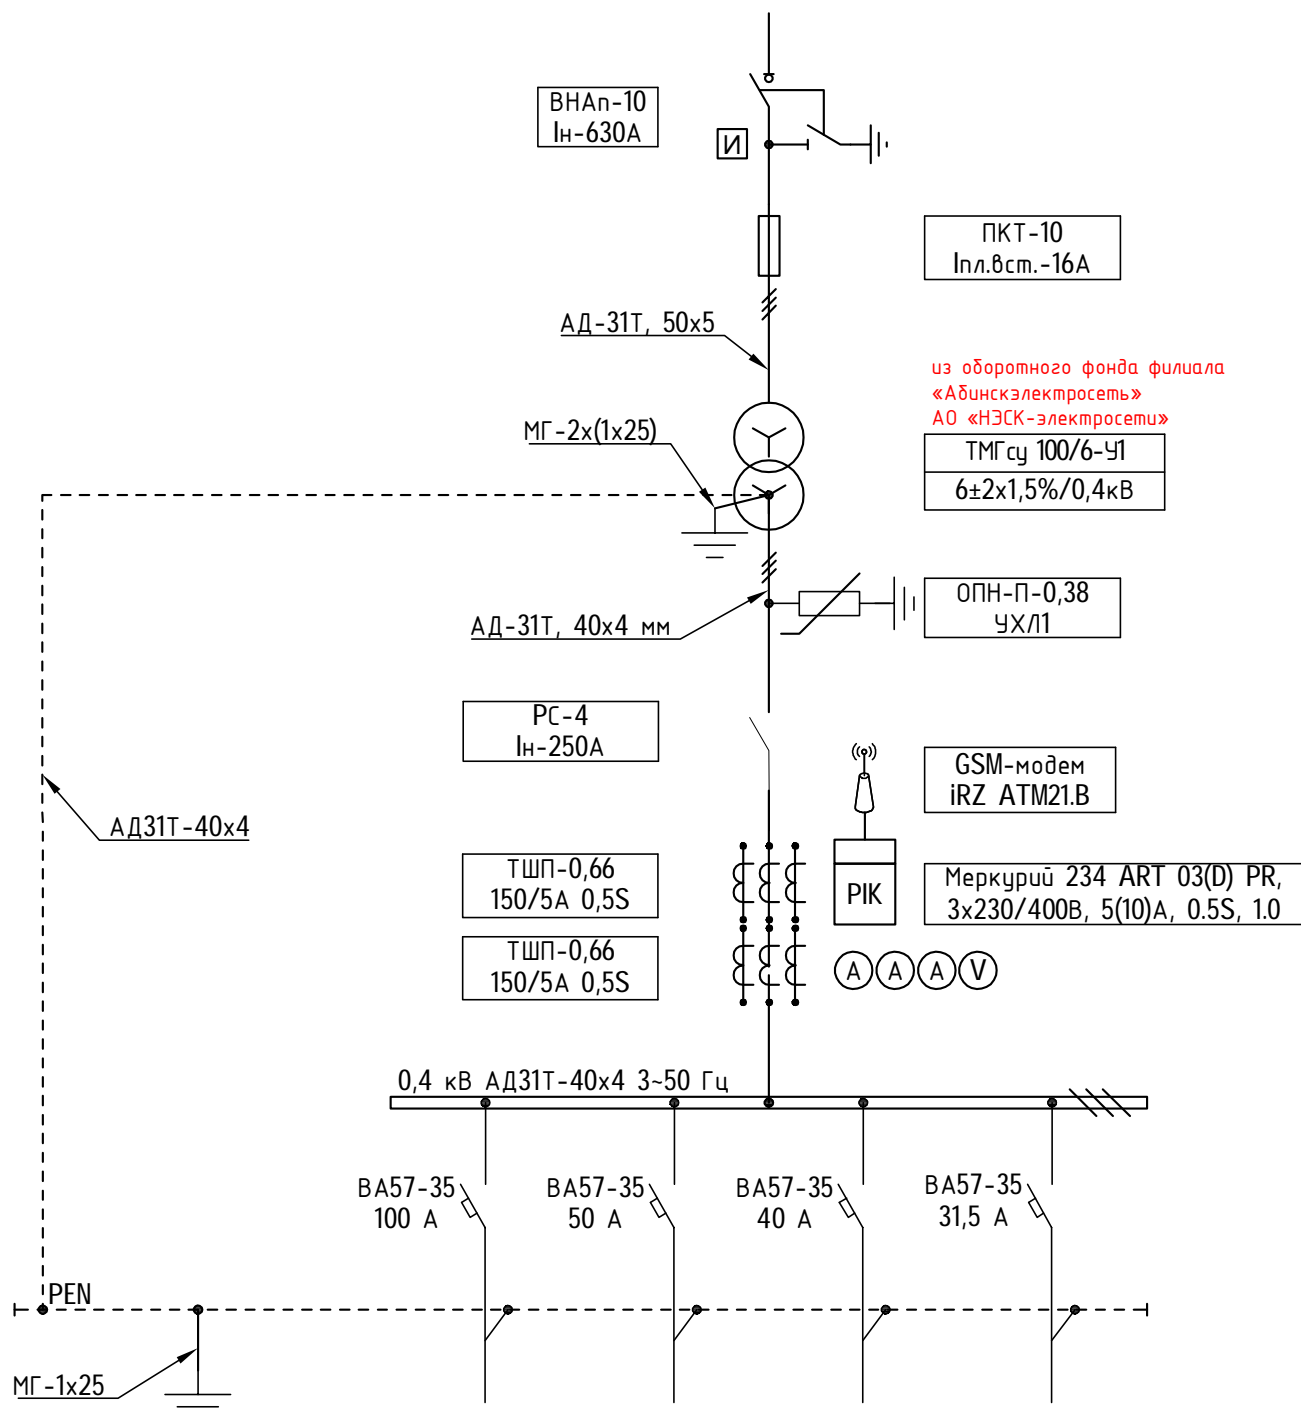 ВНАп-10
Iн-630А
И
ПКТ-10
Iпл.вст.-16А
АД-31Т, 50х5
из оборотного фонда филиала
«Абинскэлектросеть»
АО «НЭСК-электросети»
МГ-2х(1х25)
ТМГсу 100/6-У1
6±2х1,5%/0,4кВ
ОПН-П-0,38
УХЛ1
АД-31Т, 40х4 мм
РС-4
Iн-250А
GSM-модем
iRZ ATM21.B
АД31Т-40х4
ТШП-0,66
150/5А 0,5S
PIK
Меркурий 234 ART 03(D) PR,
3х230/400В, 5(10)А, 0.5S, 1.0
ТШП-0,66
150/5А 0,5S
A A A V
0,4 кВ АД31Т-40х4 3~50 Гц
ВА57-35
100 А
ВА57-35
50 А
ВА57-35
40 А
ВА57-35
31,5 А
PEN
МГ-1х25